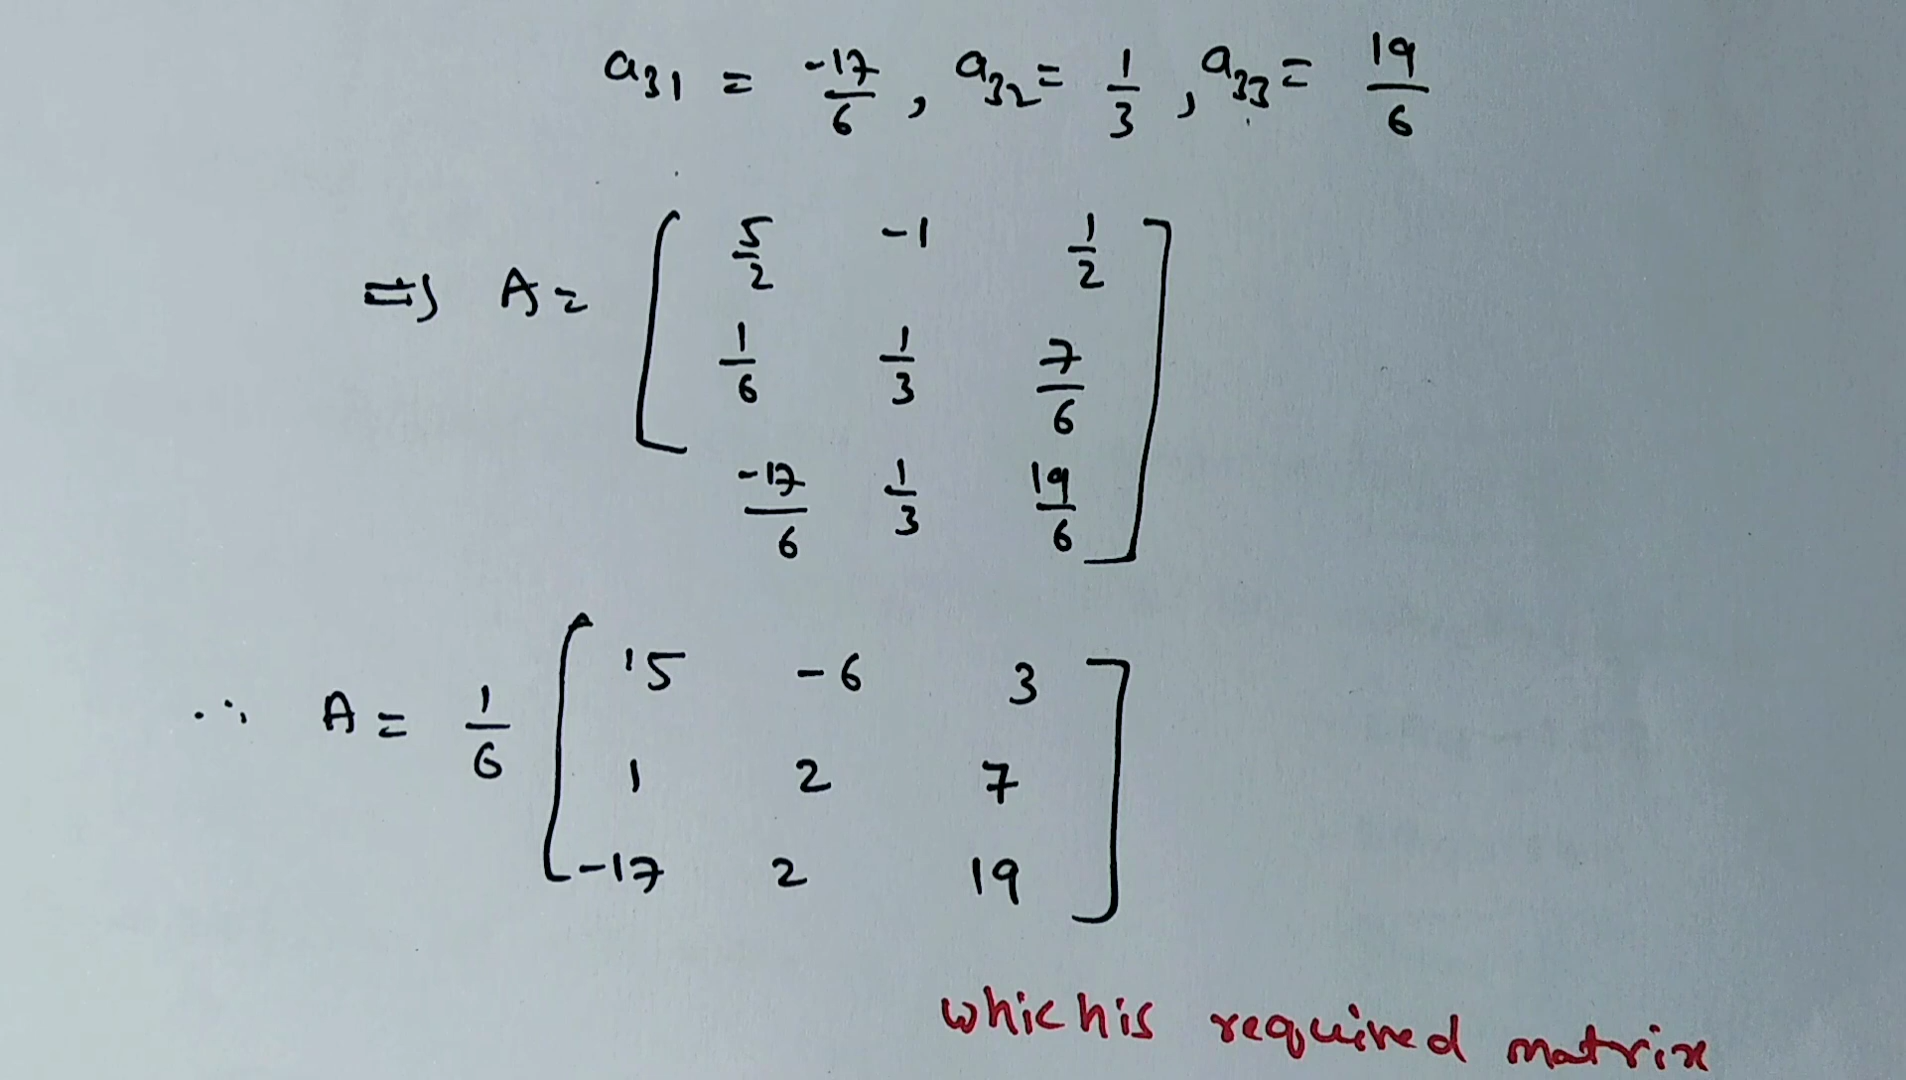 a₃₁ = -17/6 , a₃₂ = 1/3 , a₃₃ = 19/6
⇒ A = [ 5/2 -1 1/2
1/6 1/3 7/6
-17/6 1/3 19/6 ]
∴ A = 1/6 [ 15 -6 3
1 2 7
-17 2 19 ]
which is required matrix